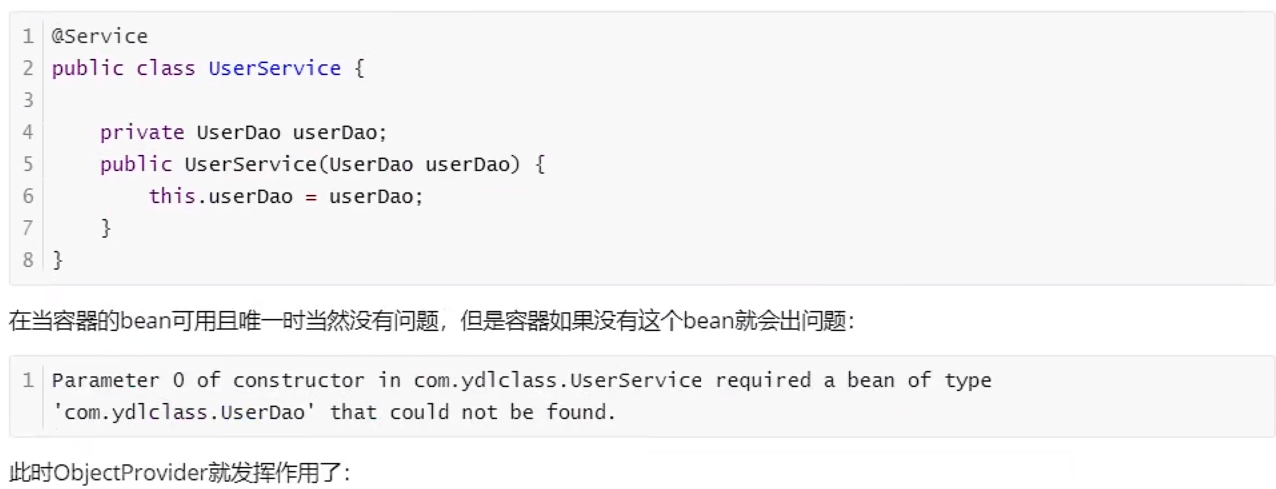 1 @Service
2 public class UserService {
3
4     private UserDao userDao;
5     public UserService(UserDao userDao) {
6         this.userDao = userDao;
7     }
8 }
在当容器的bean可用且唯一时当然没有问题，但是容器如果没有这个bean就会出问题：
1 Parameter 0 of constructor in com.ydlclass.UserService required a bean of type
'com.ydlclass.UserDao' that could not be found.
此时ObjectProvider就发挥作用了：